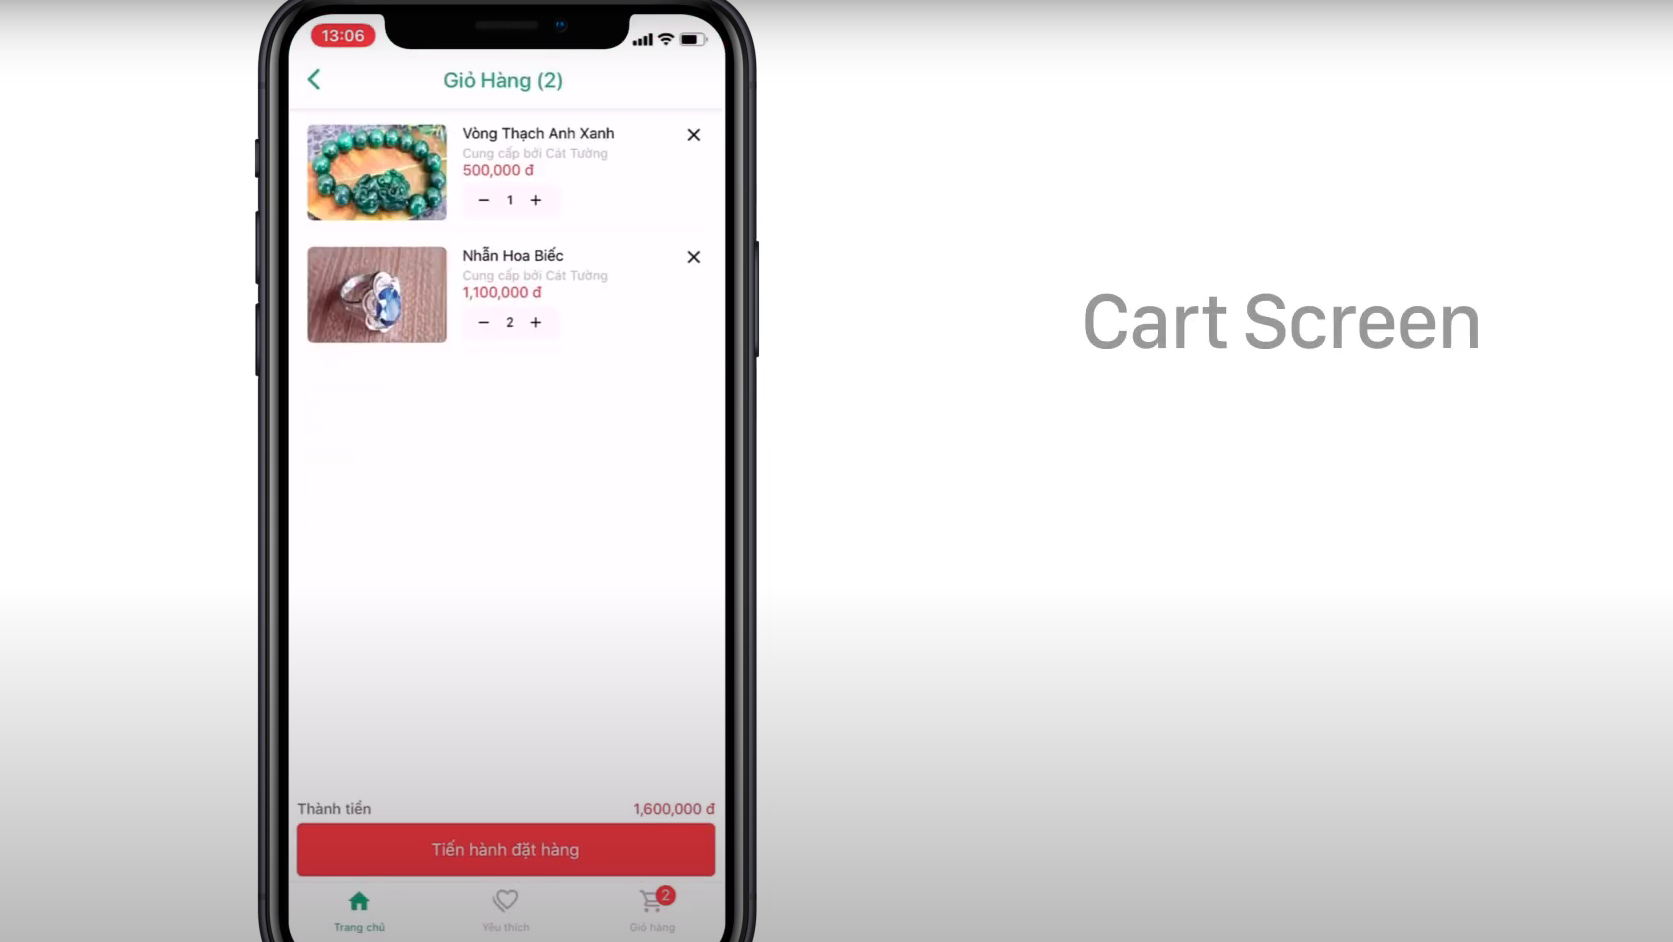 13:06
Giỏ Hàng (2)
Vòng Thạch Anh Xanh
Cung cấp bởi Cát Tường
500,000 đ
− 1 +
Nhẫn Hoa Biếc
Cung cấp bởi Cát Tường
1,100,000 đ
− 2 +
Cart Screen
Thành tiền 1,600,000 đ
Tiến hành đặt hàng
2
Trang chủ Yêu thích Giỏ hàng